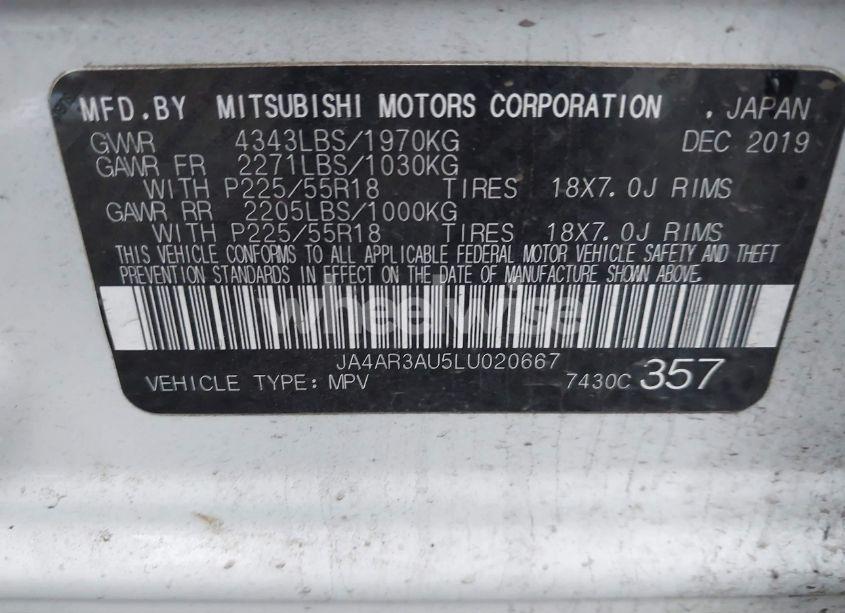 MFD.BY MITSUBISHI MOTORS CORPORATION , JAPAN
GVWR 4343LBS/1970KG DEC 2019
GAWR FR 2271LBS/1030KG
WITH P225/55R18 TIRES 18X7.0J RIMS
GAWR RR 2205LBS/1000KG
WITH P225/55R18 TIRES 18X7.0J RIMS
THIS VEHICLE CONFORMS TO ALL APPLICABLE FEDERAL MOTOR VEHICLE SAFETY AND THEFT
PREVENTION STANDARDS IN EFFECT ON THE DATE OF MANUFACTURE SHOWN ABOVE.
wheelwise
JA4AR3AU5LU020667
VEHICLE TYPE: MPV 7430C 357